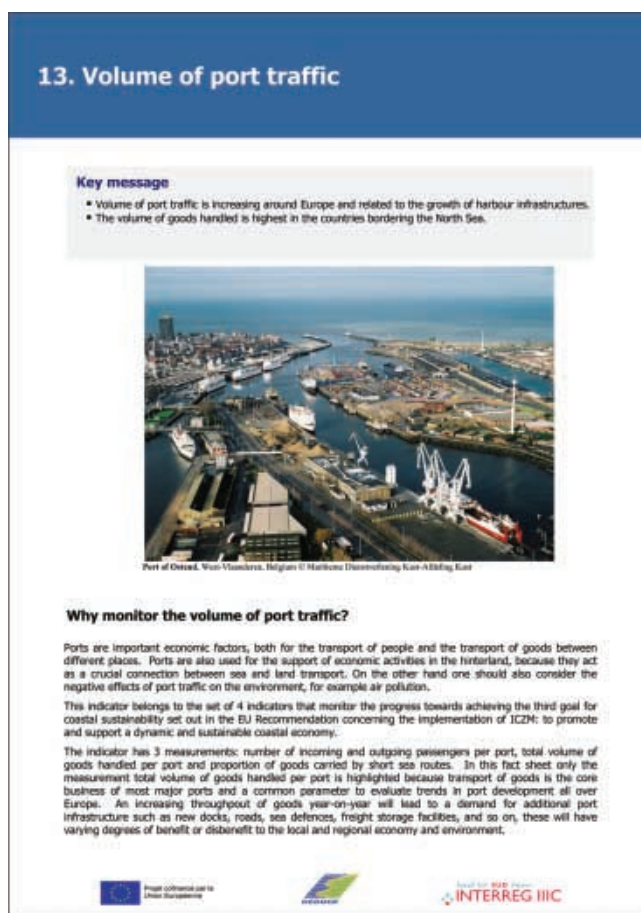 13. Volume of port traffic
Key message
▪ Volume of port traffic is increasing around Europe and related to the growth of harbour infrastructures.
▪ The volume of goods handled is highest in the countries bordering the North Sea.
Port of Ostend, West-Vlaanderen, Belgium © Maritieme Dienstverlening Kust-Afdeling Kust
Why monitor the volume of port traffic?
Ports are important economic factors, both for the transport of people and the transport of goods between
different places. Ports are also used for the support of economic activities in the hinterland, because they act
as a crucial connection between sea and land transport. On the other hand one should also consider the
negative effects of port traffic on the environment, for example air pollution.
This indicator belongs to the set of 4 indicators that monitor the progress towards achieving the third goal for
coastal sustainability set out in the EU Recommendation concerning the implementation of ICZM: to promote
and support a dynamic and sustainable coastal economy.
The indicator has 3 measurements: number of incoming and outgoing passengers per port, total volume of
goods handled per port and proportion of goods carried by short sea routes. In this fact sheet only the
measurement total volume of goods handled per port is highlighted because transport of goods is the core
business of most major ports and a common parameter to evaluate trends in port development all over
Europe. An increasing throughput of goods year-on-year will lead to a demand for additional port
infrastructure such as new docks, roads, sea defences, freight storage facilities, and so on, these will have
varying degrees of benefit or disbenefit to the local and regional economy and environment.
Projet cofinancé par la
Union Européenne
INTERREG IIIC